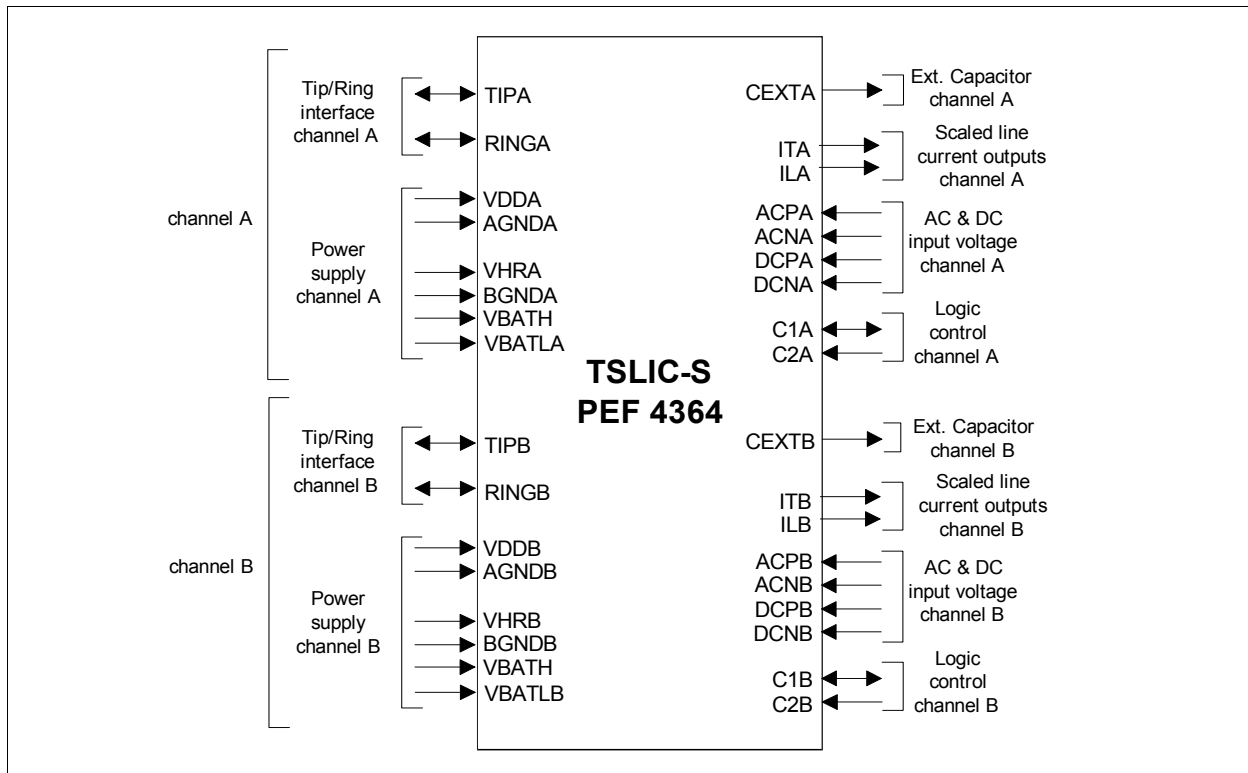 channel A
Tip/Ring
interface
channel A
TIPA
RINGA
Power
supply
channel A
VDDA
AGNDA
VHRA
BGNDA
VBATH
VBATLA
channel B
Tip/Ring
interface
channel B
TIPB
RINGB
Power
supply
channel B
VDDB
AGNDB
VHRB
BGNDB
VBATH
VBATLB
TSLIC-S
PEF 4364
CEXTA
Ext. Capacitor
channel A
ITA
ILA
Scaled line
current outputs
channel A
ACPA
ACNA
DCPA
DCNA
AC & DC
input voltage
channel A
C1A
C2A
Logic
control
channel A
CEXTB
Ext. Capacitor
channel B
ITB
ILB
Scaled line
current outputs
channel B
ACPB
ACNB
DCPB
DCNB
AC & DC
input voltage
channel B
C1B
C2B
Logic
control
channel B